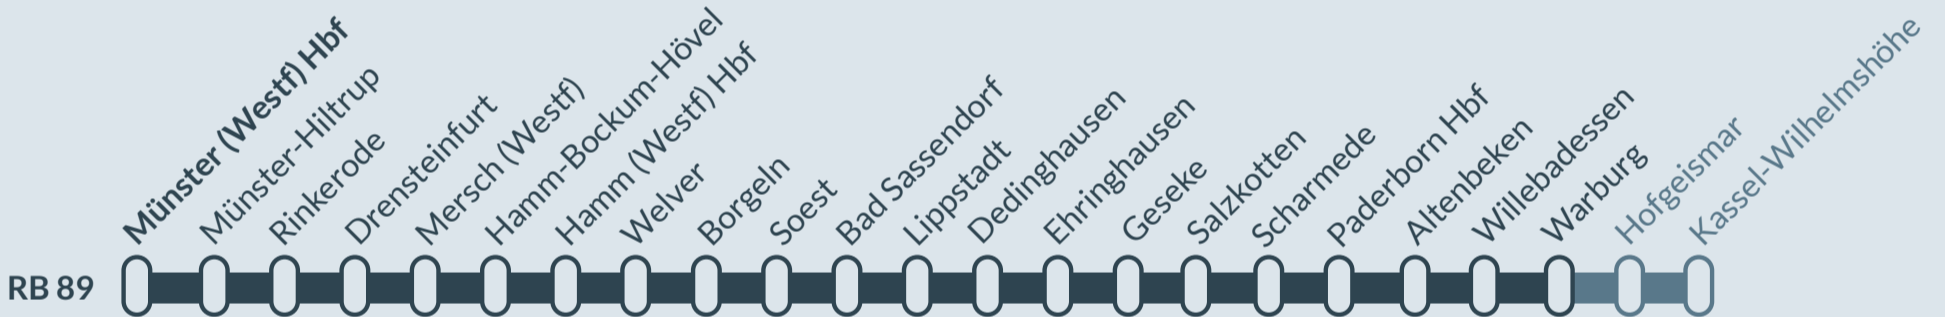 Münster (Westf) Hbf
Münster-Hiltrup
Rinkerode
Drensteinfurt
Mersch (Westf)
Hamm-Bockum-Hövel
Hamm (Westf) Hbf
Welver
Borgeln
Soest
Bad Sassendorf
Lippstadt
Dedinghausen
Ehringhausen
Geseke
Salzkotten
Scharmede
Paderborn Hbf
Altenbeken
Willebadessen
Warburg
Hofgeismar
Kassel-Wilhelmshöhe
RB 89